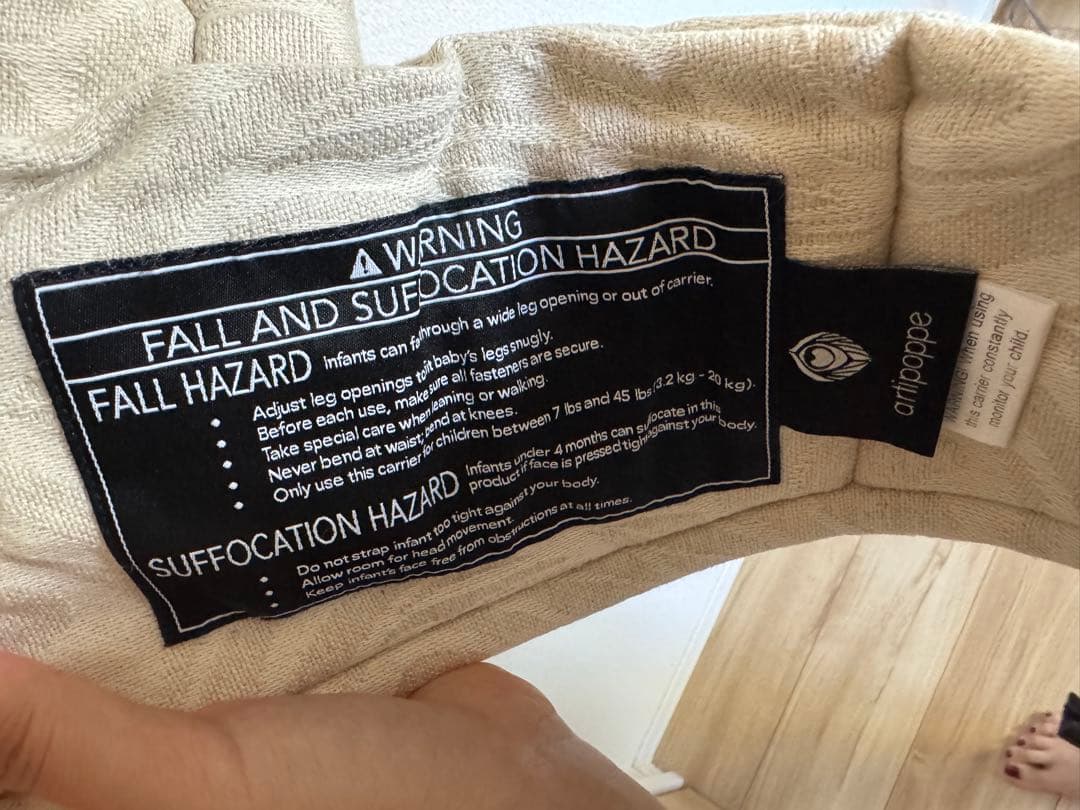 ⚠ WARNING
FALL AND SUFFOCATION HAZARD
FALL HAZARD Infants can fall through a wide leg opening or out of carrier.
• Adjust leg openings to fit baby's legs snugly.
• Before each use, make sure all fasteners are secure.
• Take special care when leaning or walking.
• Never bend at waist; bend at knees.
• Only use this carrier for children between 7 lbs and 45 lbs (3.2 kg - 20 kg).
SUFFOCATION HAZARD Infants under 4 months can suffocate in this
product if face is pressed tight against your body.
• Do not strap infant too tight against your body.
• Allow room for head movement.
• Keep infant's face free from obstructions at all times.
artipoppe
WARNING! When using
this carrier constantly
monitor your child.